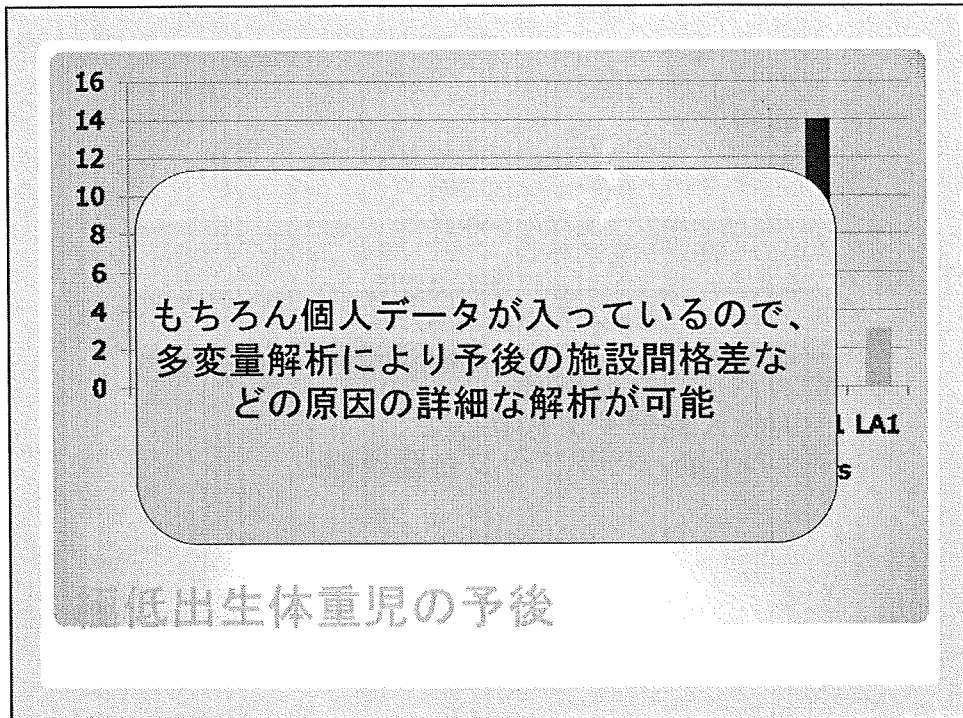 16
14
12
10
8
6
4
2
0
もちろん個人データが入っているので、
多変量解析により予後の施設間格差な
どの原因の詳細な解析が可能
1 LA1
s
低出生体重児の予後